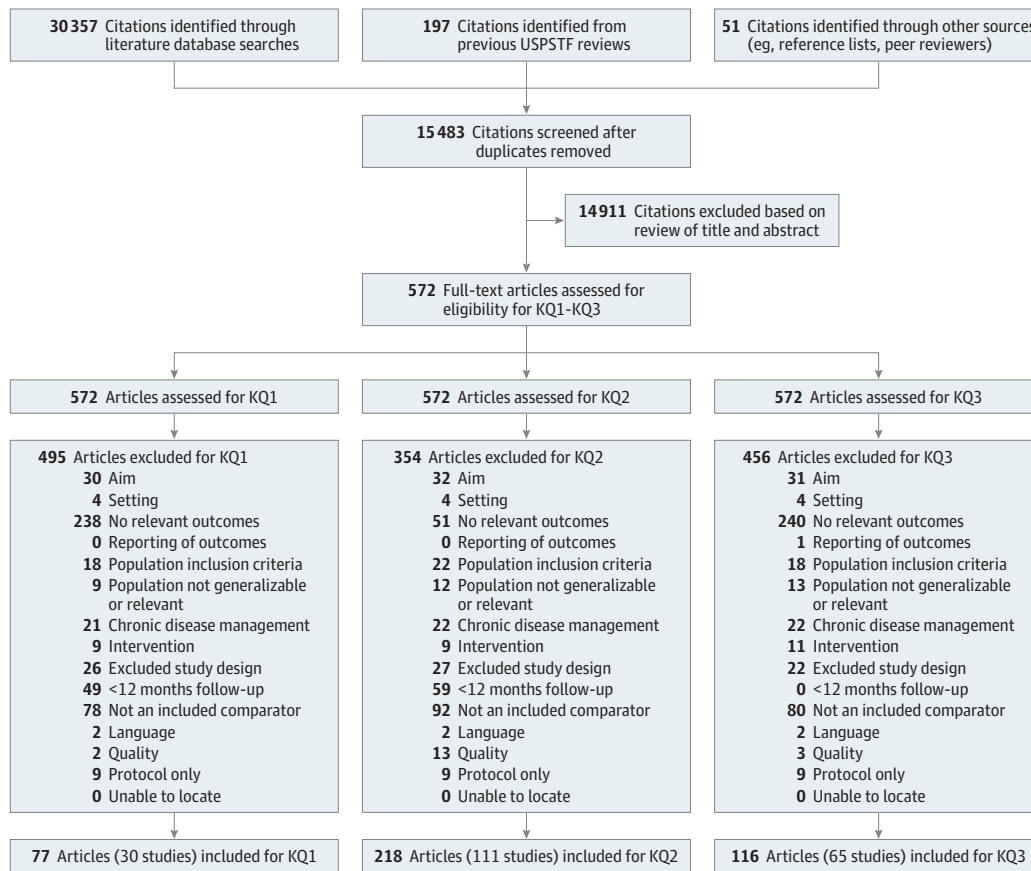 30 357 Citations identified through
literature database searches
197 Citations identified from
previous USPSTF reviews
51 Citations identified through other sources
(eg, reference lists, peer reviewers)
15 483 Citations screened after
duplicates removed
14 911 Citations excluded based on
review of title and abstract
572 Full-text articles assessed for
eligibility for KQ1-KQ3
572 Articles assessed for KQ1
495 Articles excluded for KQ1
30 Aim
4 Setting
238 No relevant outcomes
0 Reporting of outcomes
18 Population inclusion criteria
9 Population not generalizable
or relevant
21 Chronic disease management
9 Intervention
26 Excluded study design
49 <12 months follow-up
78 Not an included comparator
2 Language
2 Quality
9 Protocol only
0 Unable to locate
77 Articles (30 studies) included for KQ1
572 Articles assessed for KQ2
354 Articles excluded for KQ2
32 Aim
4 Setting
51 No relevant outcomes
0 Reporting of outcomes
22 Population inclusion criteria
12 Population not generalizable
or relevant
22 Chronic disease management
9 Intervention
27 Excluded study design
59 <12 months follow-up
92 Not an included comparator
2 Language
13 Quality
9 Protocol only
0 Unable to locate
218 Articles (111 studies) included for KQ2
572 Articles assessed for KQ3
456 Articles excluded for KQ3
31 Aim
4 Setting
240 No relevant outcomes
1 Reporting of outcomes
18 Population inclusion criteria
13 Population not generalizable
or relevant
22 Chronic disease management
11 Intervention
22 Excluded study design
0 <12 months follow-up
80 Not an included comparator
2 Language
3 Quality
9 Protocol only
0 Unable to locate
116 Articles (65 studies) included for KQ3